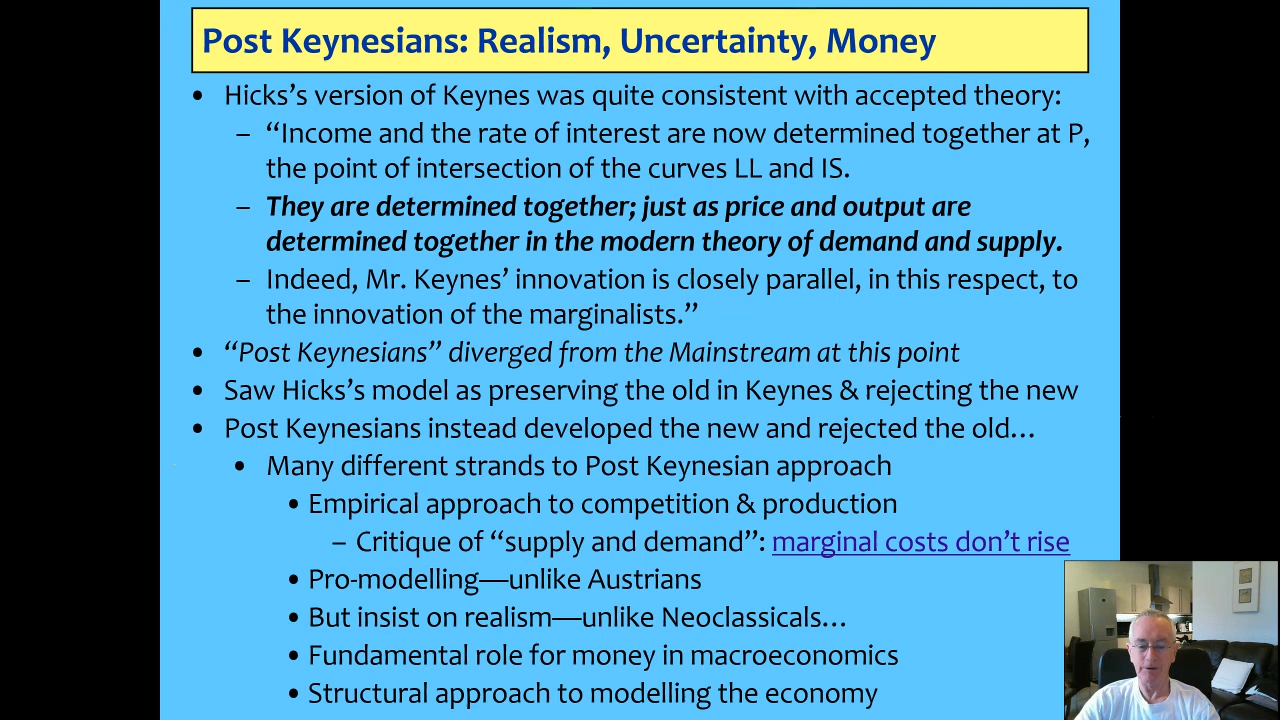 Post Keynesians: Realism, Uncertainty, Money
• Hicks’s version of Keynes was quite consistent with accepted theory:
– “Income and the rate of interest are now determined together at P,
the point of intersection of the curves LL and IS.
– They are determined together; just as price and output are
determined together in the modern theory of demand and supply.
– Indeed, Mr. Keynes’ innovation is closely parallel, in this respect, to
the innovation of the marginalists.”
• “Post Keynesians” diverged from the Mainstream at this point
• Saw Hicks’s model as preserving the old in Keynes & rejecting the new
• Post Keynesians instead developed the new and rejected the old…
• Many different strands to Post Keynesian approach
• Empirical approach to competition & production
– Critique of “supply and demand”: marginal costs don’t rise
• Pro-modelling—unlike Austrians
• But insist on realism—unlike Neoclassicals…
• Fundamental role for money in macroeconomics
• Structural approach to modelling the economy